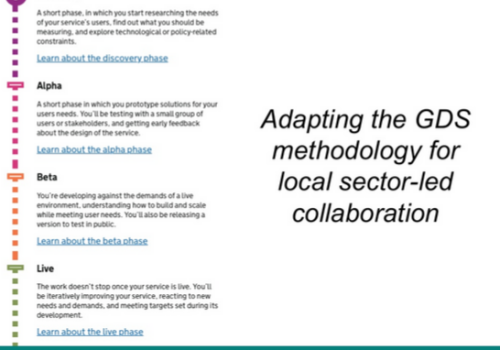 A short phase, in which you start researching the needs
of your service's users, find out what you should be
measuring, and explore technological or policy-related
constraints.
Learn about the discovery phase
Alpha
A short phase in which you prototype solutions for your
users needs. You'll be testing with a small group of
users or stakeholders, and getting early feedback
about the design of the service.
Learn about the alpha phase
Beta
You're developing against the demands of a live
environment, understanding how to build and scale
while meeting user needs. You'll also be releasing a
version to test in public.
Learn about the beta phase
Live
The work doesn't stop once your service is live. You'll
be iteratively improving your service, reacting to new
needs and demands, and meeting targets set during its
development.
Learn about the live phase
Adapting the GDS
methodology for
local sector-led
collaboration